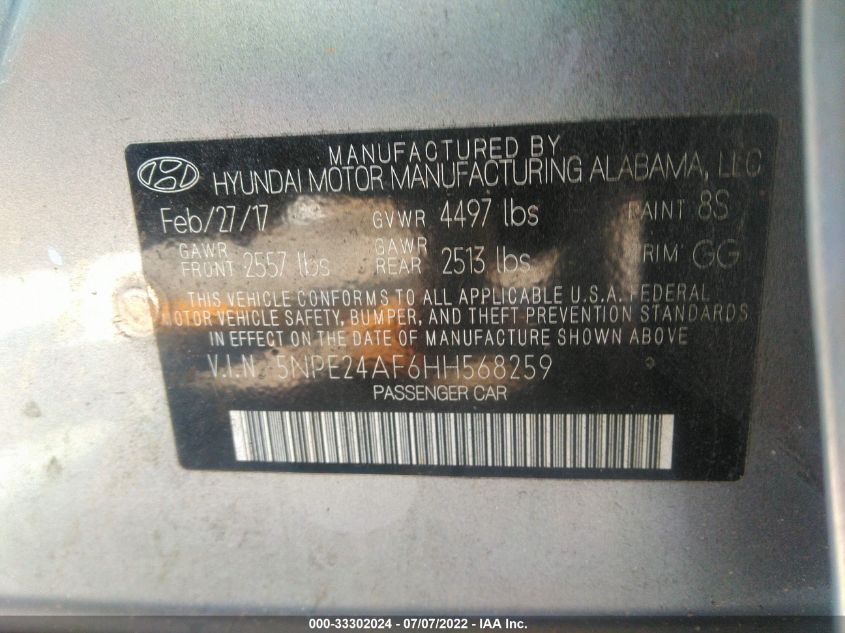 MANUFACTURED BY
HYUNDAI MOTOR MANUFACTURING ALABAMA, LLC
Feb/27/17 GVWR 4497 lbs PAINT 8S
GAWR FRONT 2557 lbs GAWR REAR 2513 lbs TRIM GG
THIS VEHICLE CONFORMS TO ALL APPLICABLE U.S.A. FEDERAL
MOTOR VEHICLE SAFETY, BUMPER, AND THEFT PREVENTION STANDARDS
IN EFFECT ON THE DATE OF MANUFACTURE SHOWN ABOVE
V.I.N. 5NPE24AF6HH568259
PASSENGER CAR
000-33302024 - 07/07/2022 - IAA Inc.